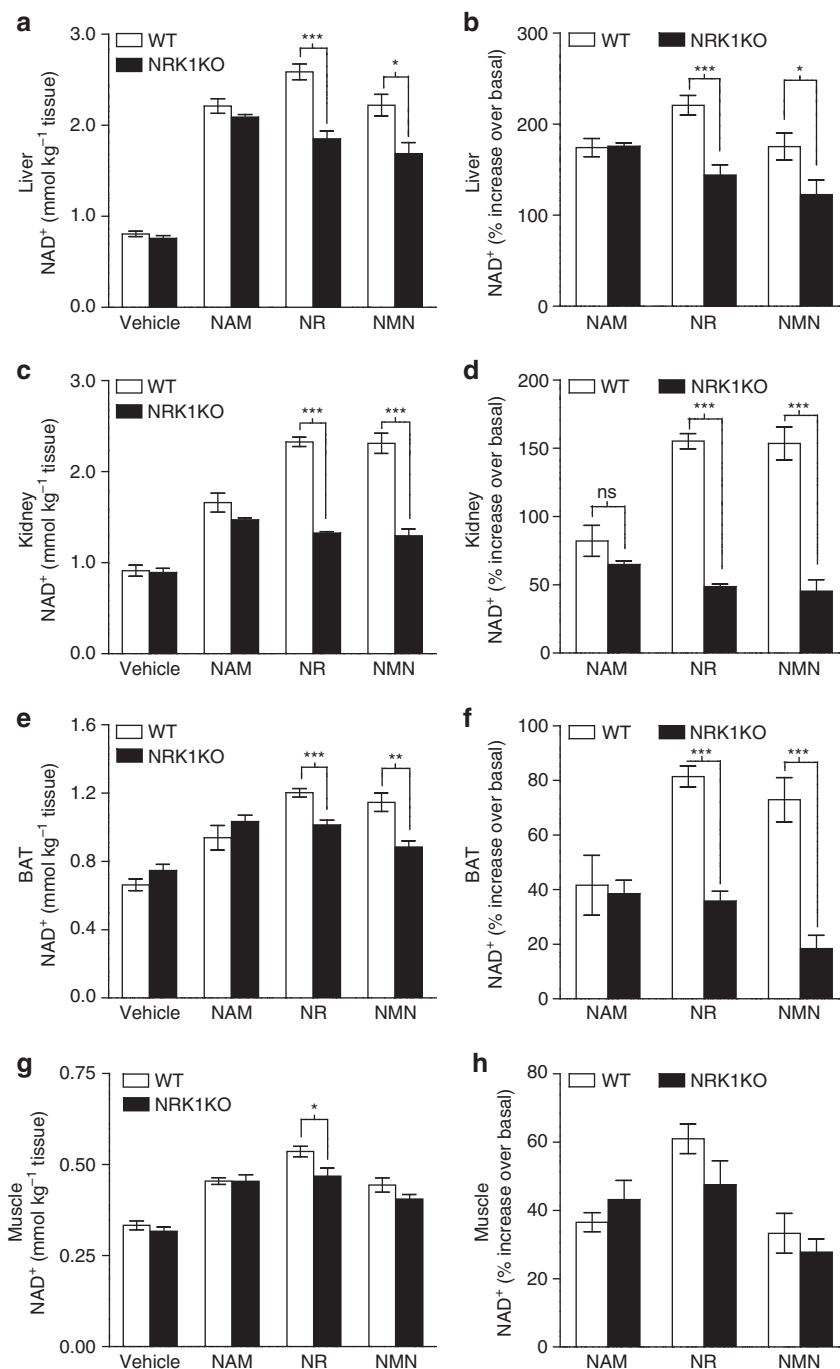 a
WT
NRK1KO
Liver
NAD+ (mmol kg−1 tissue)
3.0
2.0
1.0
0.0
***
*
Vehicle NAM NR NMN
b
WT NRK1KO
Liver
NAD+ (% increase over basal)
300
250
200
150
100
0
***
*
NAM NR NMN
c
WT
NRK1KO
Kidney
NAD+ (mmol kg−1 tissue)
3.0
2.0
1.0
0.0
***
***
Vehicle NAM NR NMN
d
WT NRK1KO
Kidney
NAD+ (% increase over basal)
200
150
100
50
0
ns
***
***
NAM NR NMN
e
WT
NRK1KO
BAT
NAD+ (mmol kg−1 tissue)
1.6
1.2
0.8
0.4
0.0
***
**
Vehicle NAM NR NMN
f
WT NRK1KO
BAT
NAD+ (% increase over basal)
100
80
60
40
20
0
***
***
NAM NR NMN
g
WT
NRK1KO
Muscle
NAD+ (mmol kg−1 tissue)
0.75
0.50
0.25
0.00
*
Vehicle NAM NR NMN
h
WT NRK1KO
Muscle
NAD+ (% increase over basal)
80
60
40
20
0
NAM NR NMN